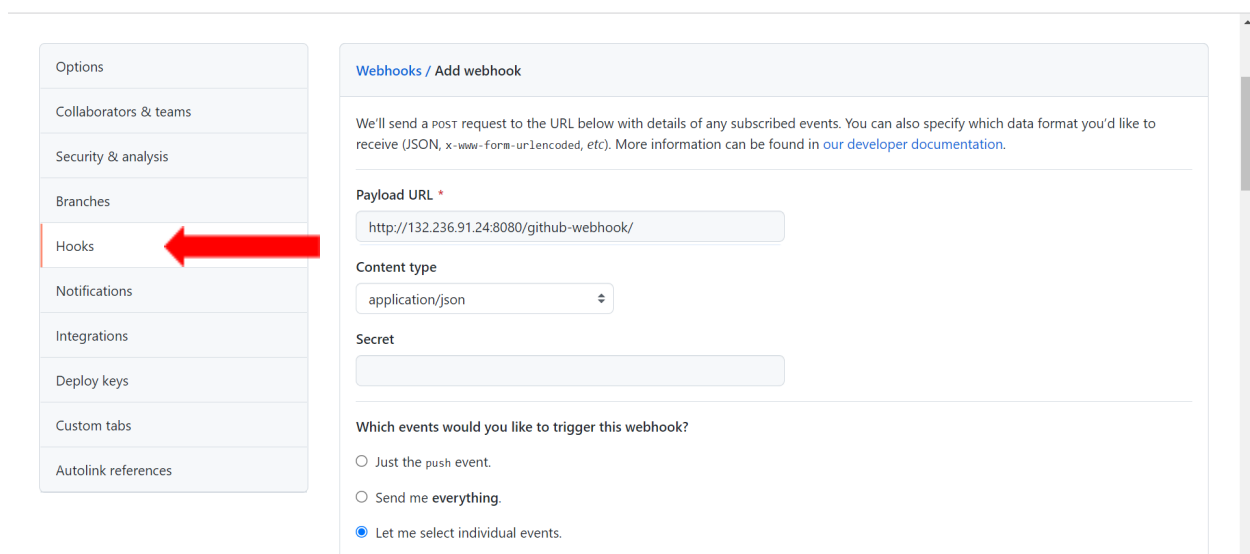 Options
Collaborators & teams
Security & analysis
Branches
Hooks
Notifications
Integrations
Deploy keys
Custom tabs
Autolink references
Webhooks / Add webhook
We'll send a POST request to the URL below with details of any subscribed events. You can also specify which data format you'd like to
receive (JSON, x-www-form-urlencoded, etc). More information can be found in our developer documentation.
Payload URL *
http://132.236.91.24:8080/github-webhook/
Content type
application/json
Secret
Which events would you like to trigger this webhook?
Just the push event.
Send me everything.
Let me select individual events.